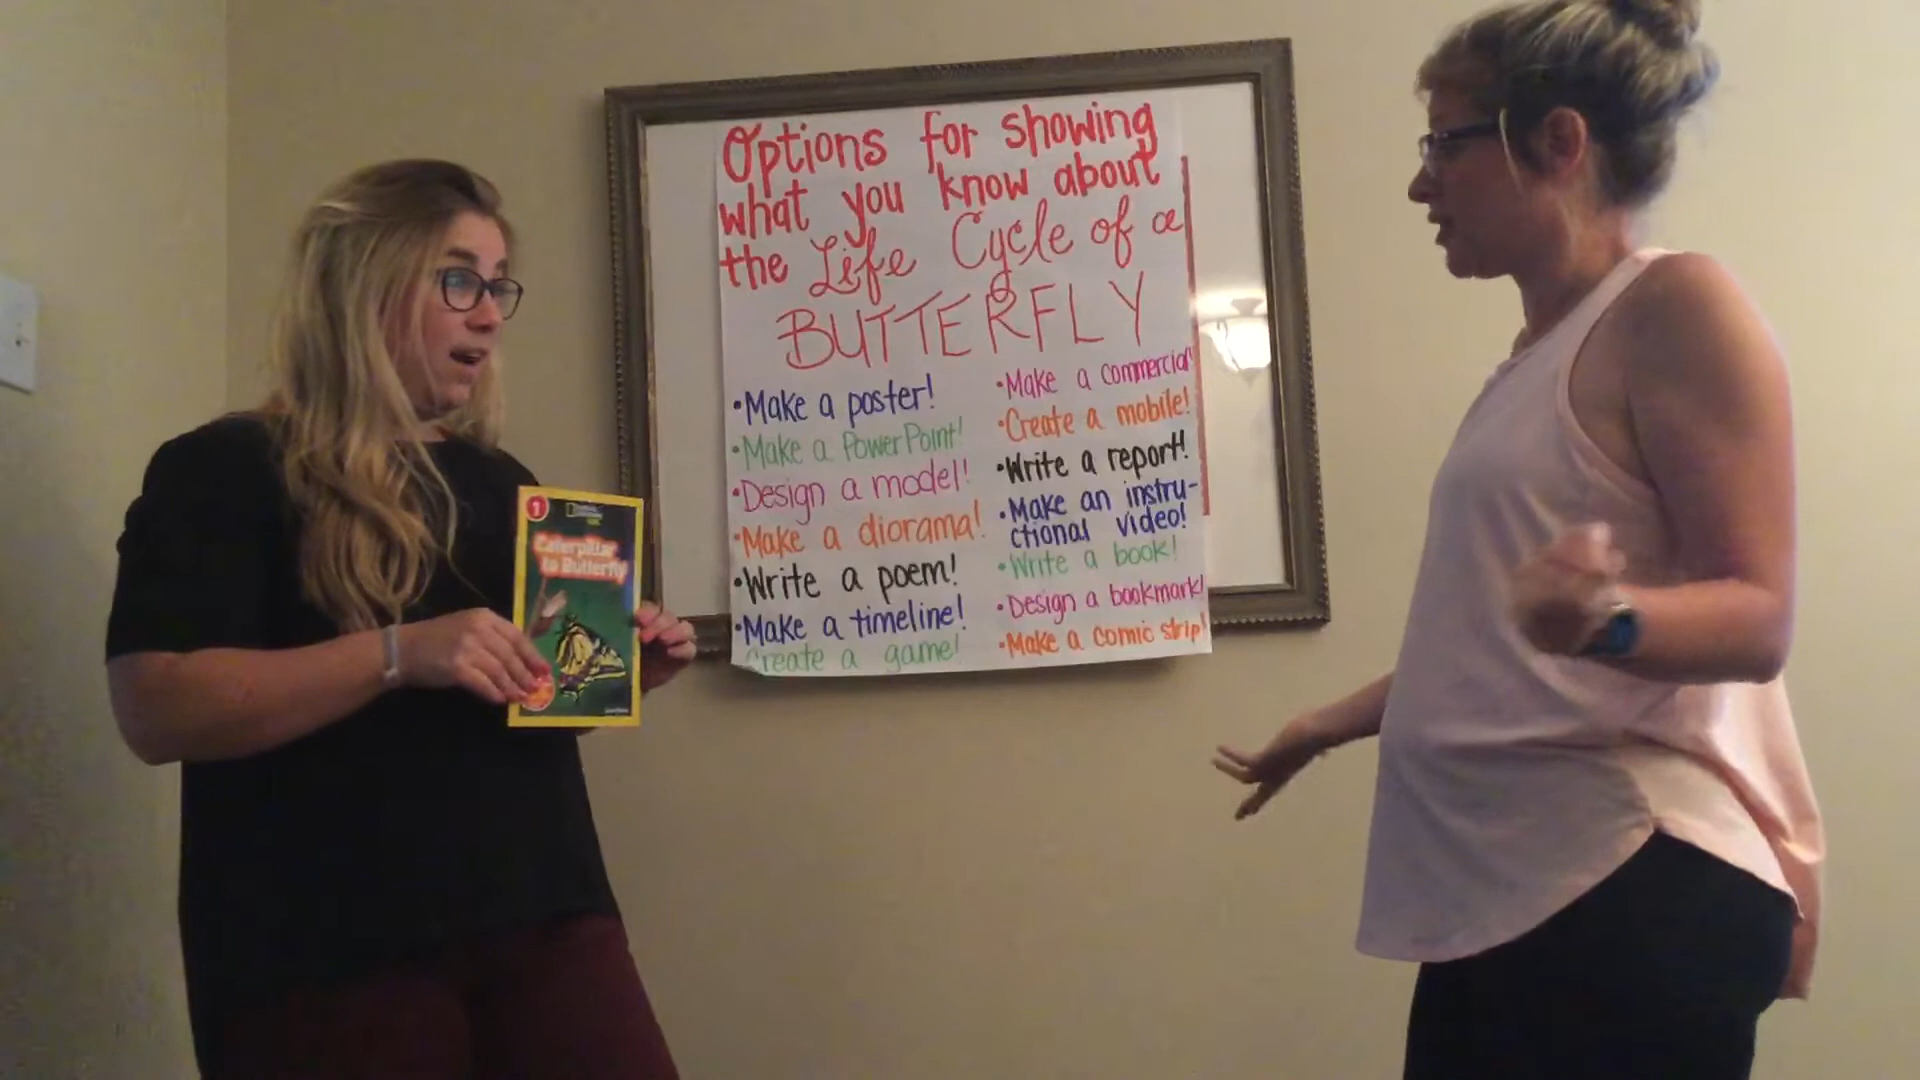 Options for showing
what you know about
the Life Cycle of a
BUTTERFLY
•Make a poster!
•Make a PowerPoint!
•Design a model!
•Make a diorama!
•Write a poem!
•Make a timeline!
Create a game!
•Make a commercial!
•Create a mobile!
•Write a report!
•Make an instru-
ctional video!
•Write a book!
•Design a bookmark!
•Make a comic strip!
1
Caterpillar
to Butterfly